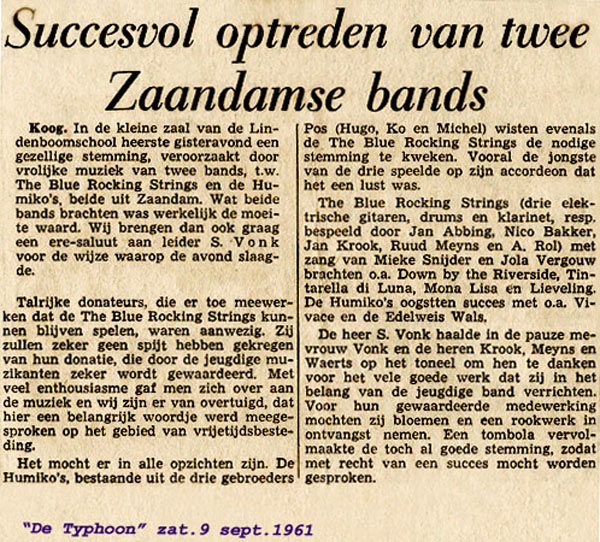 Succesvol optreden van twee
Zaandamse bands
Koog. In de kleine zaal van de Lin-
denboomschool heerste gisteravond een
gezellige stemming, veroorzaakt door
vrolijke muziek van twee bands, t.w.
The Blue Rocking Strings en de Hu-
miko's, beide uit Zaandam. Wat beide
bands brachten was werkelijk de moei-
te waard. Wij brengen dan ook graag
een ere-saluut aan leider S. Vonk
voor de wijze waarop de avond slaag-
de.
Talrijke donateurs, die er toe meewer-
ken dat de The Blue Rocking Strings kun-
nen blijven spelen, waren aanwezig. Zij
zullen zeker geen spijt hebben gekregen
van hun donatie, die door de jeugdige mu-
zikanten zeker wordt gewaardeerd. Met
veel enthousiasme gaf men zich over aan
de muziek en wij zijn er van overtuigd, dat
hier een belangrijk woordje werd meege-
sproken op het gebied van vrijetijdsbeste-
ding.
Het mocht er in alle opzichten zijn. De
Humiko's, bestaande uit de drie gebroeders
Pos (Hugo, Ko en Michel) wisten evenals
de The Blue Rocking Strings de nodige
stemming te kweken. Vooral de jongste
van de drie speelde op zijn accordeon dat
het een lust was.
The Blue Rocking Strings (drie elek-
trische gitaren, drums en klarinet, resp.
bespeeld door Jan Abbing, Nico Bakker,
Jan Krook, Ruud Meyns en A. Rol) met
zang van Mieke Snijder en Jola Vergouw
brachten o.a. Down by the Riverside, Tin-
tarella di Luna, Mona Lisa en Lieveling.
De Humiko's oogstten succes met o.a. Vi-
vace en de Edelweis Wals.
De heer S. Vonk haalde in de pauze me-
vrouw Vonk en de heren Krook, Meyns en
Waerts op het toneel om hen te danken
voor het vele goede werk dat zij in het
belang van de jeugdige band verrichten.
Voor hun gewaardeerde medewerking
mochten zij bloemen en een rookwerk in
ontvangst nemen. Een tombola vervol-
maakte de toch al goede stemming, zodat
met recht van een succes mocht worden
gesproken.
"De Typhoon" zat.9 sept.1961